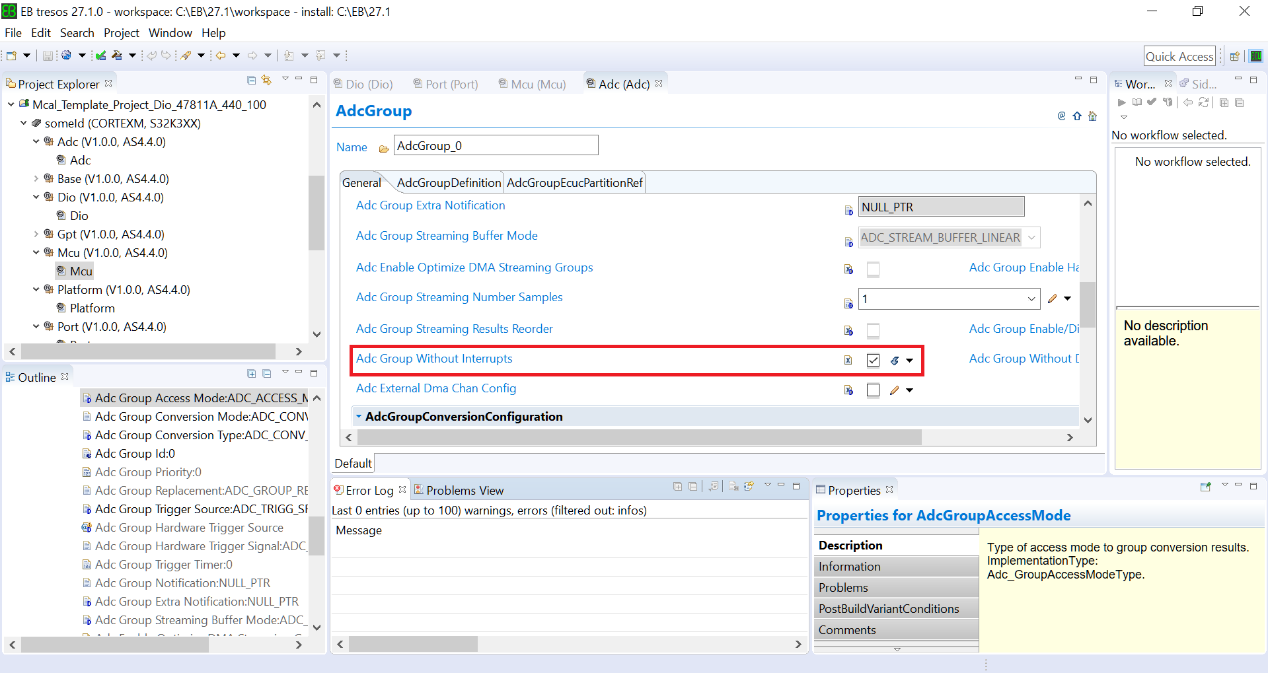 EB tresos 27.1.0 - workspace: C:\EB\27.1\workspace - install: C:\EB\27.1
File Edit Search Project Window Help
Quick Access
Project Explorer
Mcal_Template_Project_Dio_47811A_440_100
someId (CORTEXM, S32K3XX)
Adc (V1.0.0, AS4.4.0)
Adc
Base (V1.0.0, AS4.4.0)
Dio (V1.0.0, AS4.4.0)
Dio
Gpt (V1.0.0, AS4.4.0)
Mcu (V1.0.0, AS4.4.0)
Mcu
Platform (V1.0.0, AS4.4.0)
Platform
Port (V1.0.0, AS4.4.0)
Outline
Adc Group Access Mode:ADC_ACCESS_M
Adc Group Conversion Mode:ADC_CONV
Adc Group Conversion Type:ADC_CONV_
Adc Group Id:0
Adc Group Priority:0
Adc Group Replacement:ADC_GROUP_RE
Adc Group Trigger Source:ADC_TRIGG_SR
Adc Group Hardware Trigger Source
Adc Group Hardware Trigger Signal:ADC_
Adc Group Trigger Timer:0
Adc Group Notification:NULL_PTR
Adc Group Extra Notification:NULL_PTR
Adc Group Streaming Buffer Mode:ADC_
Dio (Dio) Port (Port) Mcu (Mcu) Adc (Adc)
AdcGroup
Name AdcGroup_0
General AdcGroupDefinition AdcGroupEcucPartitionRef
Adc Group Extra Notification NULL_PTR
Adc Group Streaming Buffer Mode ADC_STREAM_BUFFER_LINEAR
Adc Enable Optimize DMA Streaming Groups Adc Group Enable Ha
Adc Group Streaming Number Samples 1
Adc Group Streaming Results Reorder Adc Group Enable/Di
Adc Group Without Interrupts Adc Group Without D
Adc External Dma Chan Config
AdcGroupConversionConfiguration
Default
Error Log Problems View
Last 0 entries (up to 100) warnings, errors (filtered out: infos)
Message
Wor... Sid...
No workflow selected.
No workflow selected.
No description
available.
Properties
Properties for AdcGroupAccessMode
Description
Information
Problems
PostBuildVariantConditions
Comments
Type of access mode to group conversion results.
ImplementationType:
Adc_GroupAccessModeType.